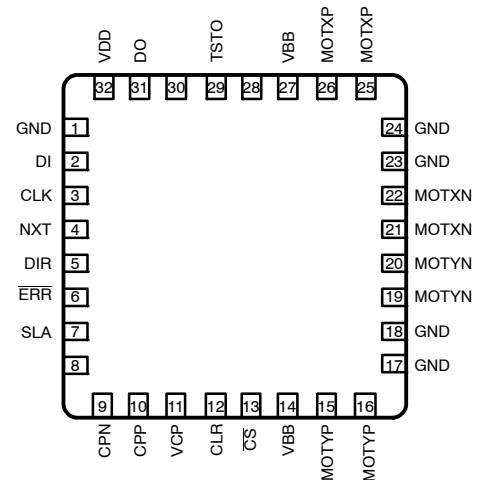 VDD DO TSTO VBB MOTXP MOTXP
32 31 30 29 28 27 26 25
GND 1 24 GND
DI 2 23 GND
CLK 3 22 MOTXN
NXT 4 21 MOTXN
DIR 5 20 MOTYN
ERR 6 19 MOTYN
SLA 7 18 GND
8 17 GND
9 10 11 12 13 14 15 16
CPN CPP VCP CLR CS VBB MOTYP MOTYP